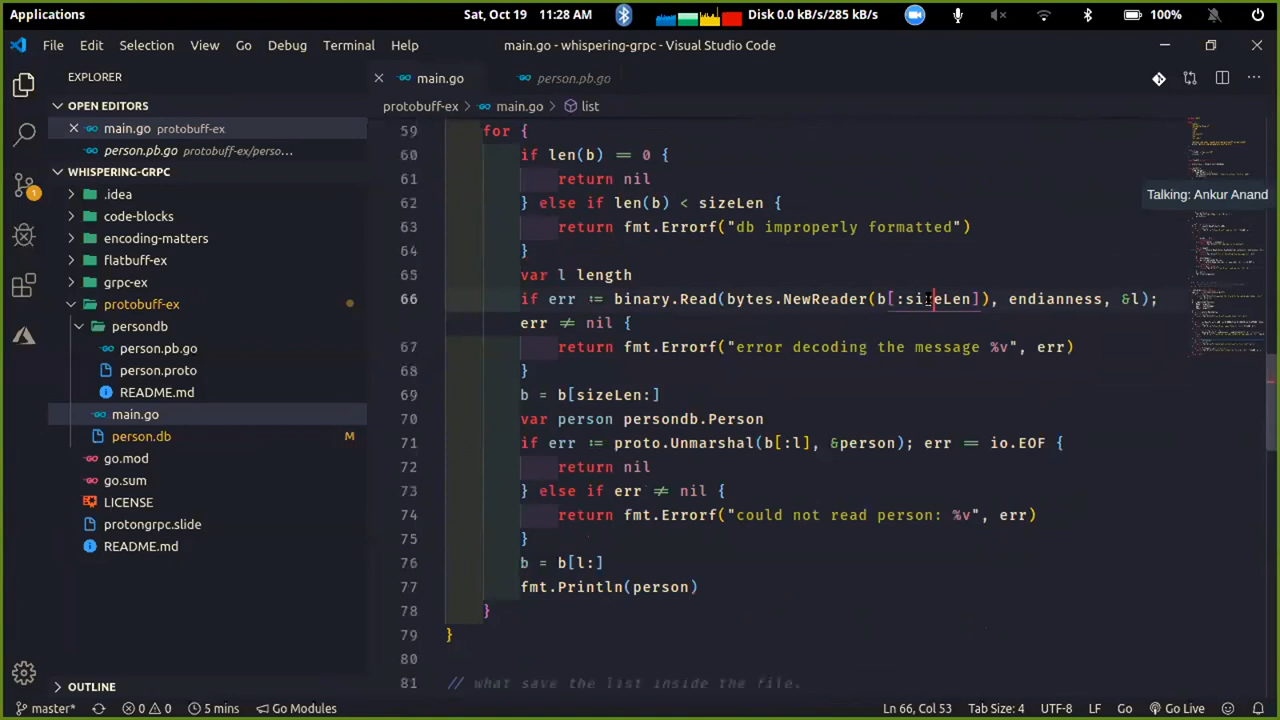 Applications
Sat, Oct 19 11:28 AM
Disk 0.0 kB/s/285 kB/s
100%
File Edit Selection View Go Debug Terminal Help
main.go - whispering-grpc - Visual Studio Code
EXPLORER
main.go
person.pb.go
OPEN EDITORS
protobuff-ex > main.go > list
main.go protobuff-ex
person.pb.go protobuff-ex/perso...
WHISPERING-GRPC
.idea
code-blocks
encoding-matters
flatbuf-ex
grpc-ex
protobuf-ex
persondb
person.pb.go
person.proto
README.md
main.go
person.db M
go.mod
go.sum
LICENSE
protongrpc.slide
README.md
OUTLINE
1
Talking: Ankur Anand
59 for {
60 if len(b) == 0 {
61 return nil
62 } else if len(b) < sizeLen {
63 return fmt.Errorf("db improperly formatted")
64 }
65 var l length
66 if err := binary.Read(bytes.NewReader(b[:sizeLen]), endianness, &l);
err ≠ nil {
67 return fmt.Errorf("error decoding the message %v", err)
68 }
69 b = b[sizeLen:]
70 var person persondb.Person
71 if err := proto.Unmarshal(b[:l], &person); err == io.EOF {
72 return nil
73 } else if err ≠ nil {
74 return fmt.Errorf("could not read person: %v", err)
75 }
76 b = b[l:]
77 fmt.Println(person)
78 }
79 }
80
81 // what save the list inside the file.
master* 0 0 5 mins Go Modules
Ln 66, Col 53 Tab Size: 4 UTF-8 LF Go Go Live